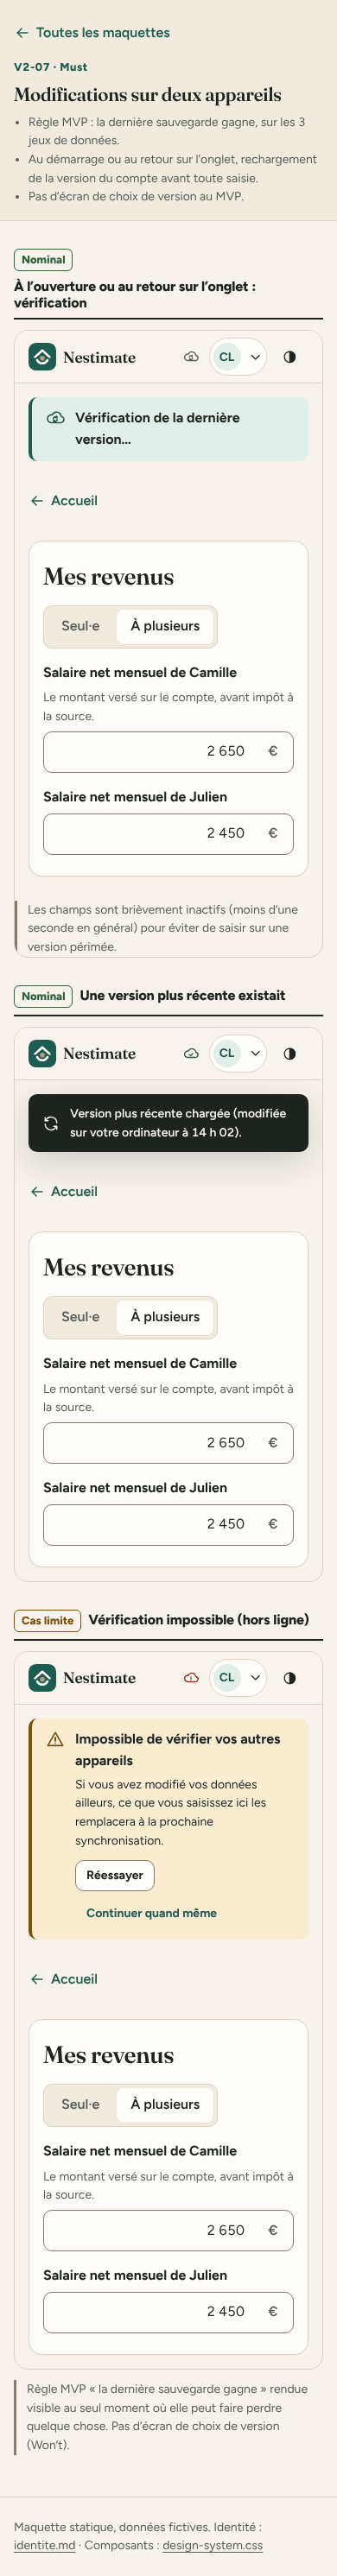 ← Toutes les maquettes
V2-07 · Must
Modifications sur deux appareils
• Règle MVP : la dernière sauvegarde gagne, sur les 3
jeux de données.
• Au démarrage ou au retour sur l'onglet, rechargement
de la version du compte avant toute saisie.
• Pas d'écran de choix de version au MVP.
Nominal
À l'ouverture ou au retour sur l'onglet :
vérification
Nestimate CL
Vérification de la dernière
version…
← Accueil
Mes revenus
Seul·e À plusieurs
Salaire net mensuel de Camille
Le montant versé sur le compte, avant impôt à
la source.
2 650 €
Salaire net mensuel de Julien
2 450 €
Les champs sont brièvement inactifs (moins d'une
seconde en général) pour éviter de saisir sur une
version périmée.
Nominal Une version plus récente existait
Nestimate CL
Version plus récente chargée (modifiée
sur votre ordinateur à 14 h 02).
← Accueil
Mes revenus
Seul·e À plusieurs
Salaire net mensuel de Camille
Le montant versé sur le compte, avant impôt à
la source.
2 650 €
Salaire net mensuel de Julien
2 450 €
Cas limite Vérification impossible (hors ligne)
Nestimate CL
Impossible de vérifier vos autres
appareils
Si vous avez modifié vos données
ailleurs, ce que vous saisissez ici les
remplacera à la prochaine
synchronisation.
Réessayer
Continuer quand même
← Accueil
Mes revenus
Seul·e À plusieurs
Salaire net mensuel de Camille
Le montant versé sur le compte, avant impôt à
la source.
2 650 €
Salaire net mensuel de Julien
2 450 €
Règle MVP « la dernière sauvegarde gagne » rendue
visible au seul moment où elle peut faire perdre
quelque chose. Pas d'écran de choix de version
(Won't).
Maquette statique, données fictives. Identité :
identite.md · Composants : design-system.css